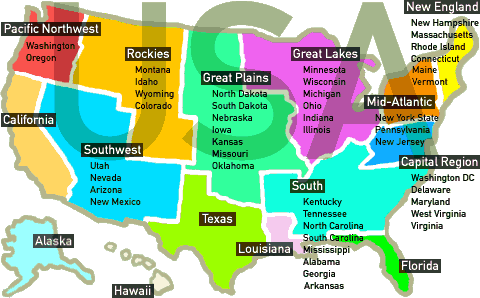 USA
New England
New Hampshire
Massachusetts
Rhode Island
Connecticut
Maine
Vermont
Pacific Northwest
Washington
Oregon
Rockies
Montana
Idaho
Wyoming
Colorado
Great Lakes
Minnesota
Wisconsin
Michigan
Ohio
Indiana
Illinois
Great Plains
North Dakota
South Dakota
Nebraska
Iowa
Kansas
Missouri
Oklahoma
Mid-Atlantic
New York State
Pennsylvania
New Jersey
California
Southwest
Utah
Nevada
Arizona
New Mexico
Capital Region
Washington DC
Delaware
Maryland
West Virginia
Virginia
South
Kentucky
Tennessee
North Carolina
South Carolina
Mississippi
Alabama
Georgia
Arkansas
Texas
Louisiana
Alaska
Florida
Hawaii